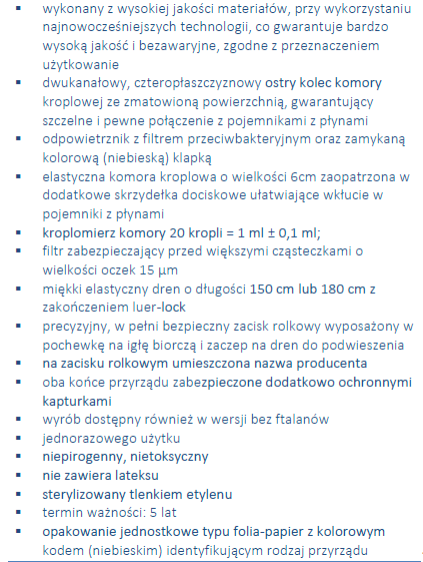 ▪ wykonany z wysokiej jakości materiałów, przy wykorzystaniu
najnowocześniejszych technologii, co gwarantuje bardzo
wysoką jakość i bezawaryjne, zgodne z przeznaczeniem
użytkowanie
▪ dwukanałowy, czteropłaszczyznowy ostry kolec komory
kroplowej ze zmatowioną powierzchnią, gwarantujący
szczelne i pewne połączenie z pojemnikami z płynami
▪ odpowietrznik z filtrem przeciwbakteryjnym oraz zamykaną
kolorową (niebieską) klapką
▪ elastyczna komora kroplowa o wielkości 6cm zaopatrzona w
dodatkowe skrzydełka dociskowe ułatwiające wkłucie w
pojemniki z płynami
▪ kroplomierz komory 20 kropli = 1 ml ± 0,1 ml;
▪ filtr zabezpieczający przed większymi cząsteczkami o
wielkości oczek 15 µm
▪ miękki elastyczny dren o długości 150 cm lub 180 cm z
zakończeniem luer-lock
▪ precyzyjny, w pełni bezpieczny zacisk rolkowy wyposażony w
pochewkę na igłę biorczą i zaczep na dren do podwieszenia
▪ na zacisku rolkowym umieszczona nazwa producenta
▪ oba końce przyrządu zabezpieczone dodatkowo ochronnymi
kapturkami
▪ wyrób dostępny również w wersji bez ftalanów
▪ jednorazowego użytku
▪ niepirogenny, nietoksyczny
▪ nie zawiera lateksu
▪ sterylizowany tlenkiem etylenu
▪ termin ważności: 5 lat
▪ opakowanie jednostkowe typu folia-papier z kolorowym
kodem (niebieskim) identyfikującym rodzaj przyrządu